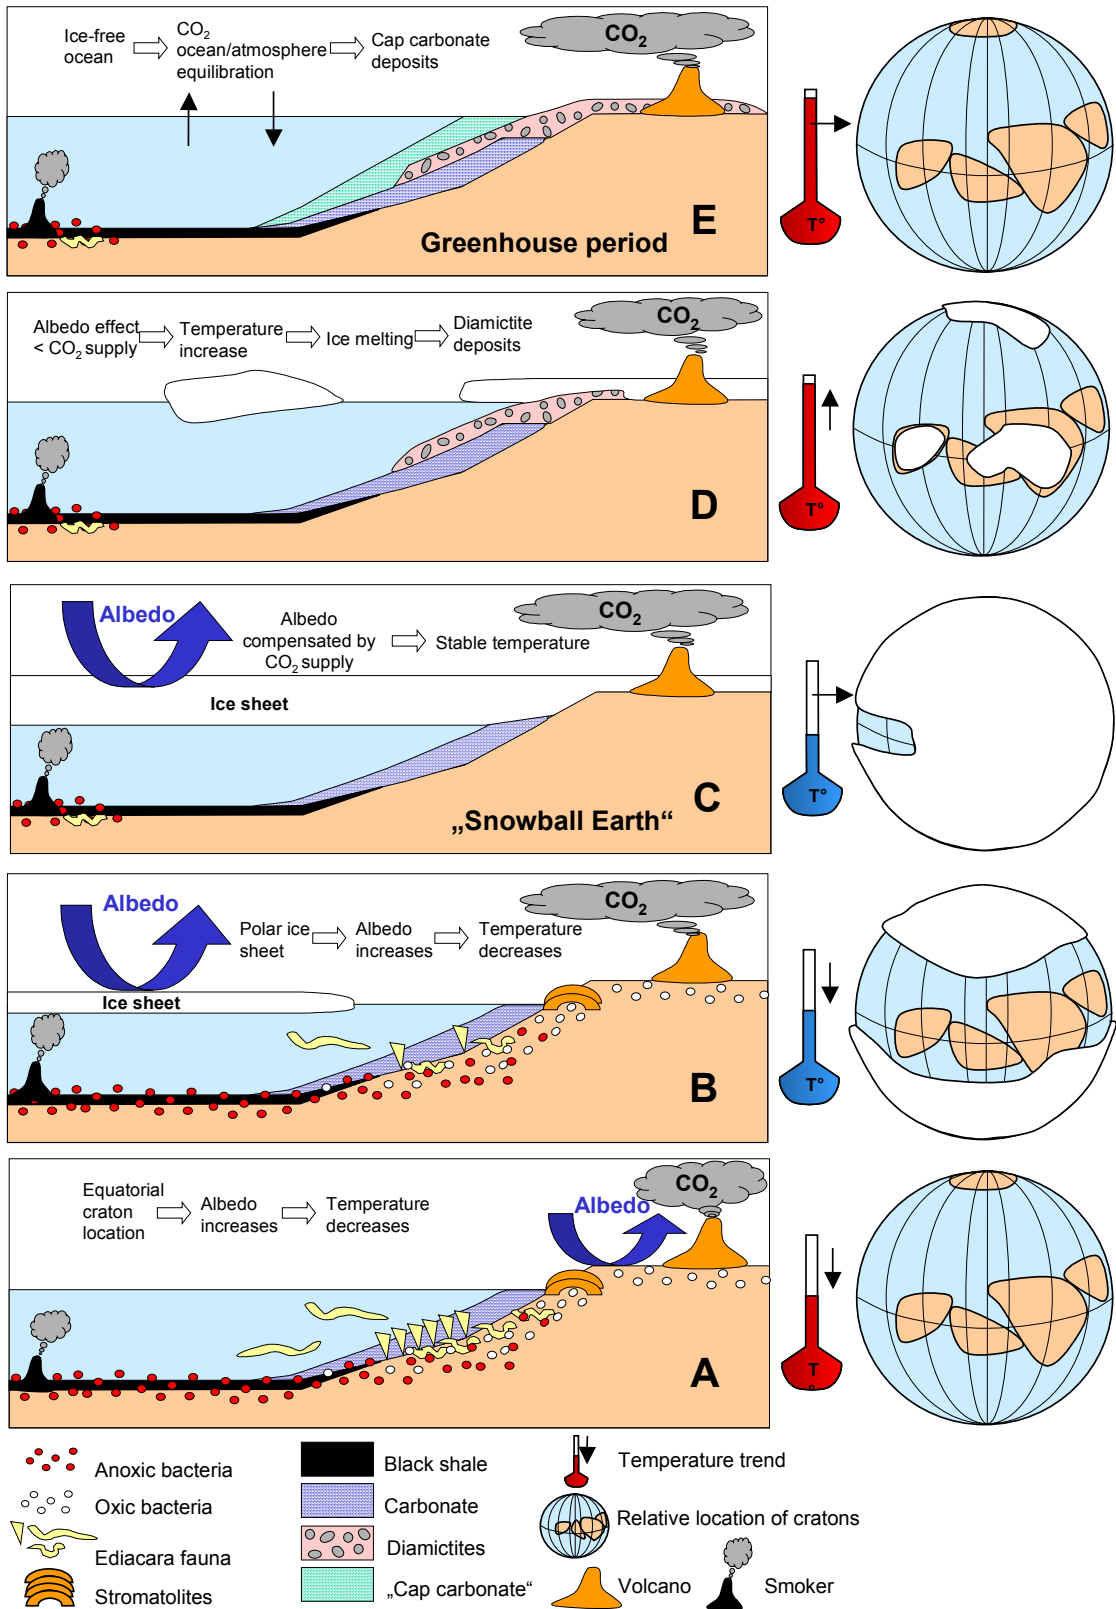 Ice-free
ocean
CO2
ocean/atmosphere
equilibration
Cap carbonate
deposits
CO2
E
Greenhouse period
T°
Albedo effect
< CO2 supply
Temperature
increase
Ice melting
Diamictite
deposits
CO2
D
T°
Albedo
Albedo
compensated by
CO2 supply
Stable temperature
CO2
Ice sheet
C
„Snowball Earth“
T°
Albedo
Polar ice
sheet
Albedo
increases
Temperature
decreases
CO2
Ice sheet
B
T°
Equatorial
craton
location
Albedo
increases
Temperature
decreases
Albedo
CO2
A
T°
Anoxic bacteria
Oxic bacteria
Ediacara fauna
Stromatolites
Black shale
Carbonate
Diamictites
„Cap carbonate“
Temperature trend
Relative location of cratons
Volcano
Smoker